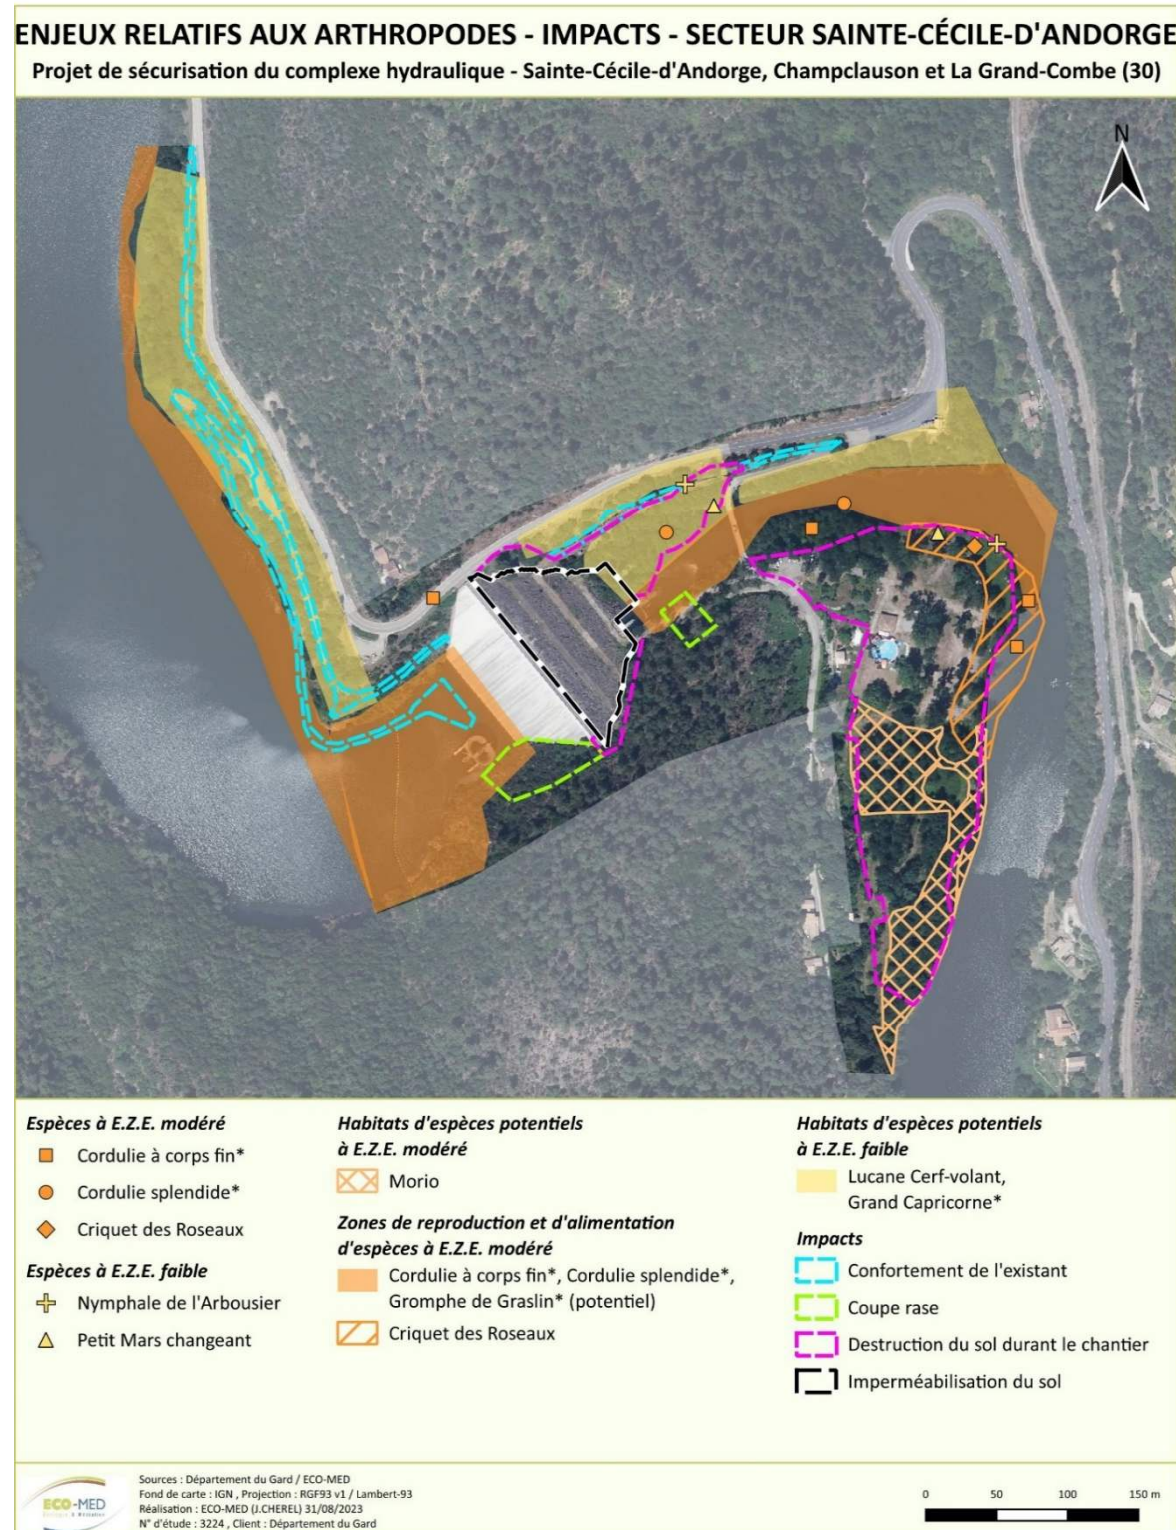 ENJEUX RELATIFS AUX ARTHROPODES - IMPACTS - SECTEUR SAINTE-CÉCILE-D'ANDORGE
Projet de sécurisation du complexe hydraulique - Sainte-Cécile-d'Andorge, Champclauson et La Grand-Combe (30)
N
Espèces à E.Z.E. modéré
Cordulie à corps fin*
Cordulie splendide*
Criquet des Roseaux
Espèces à E.Z.E. faible
Nymphale de l'Arbousier
Petit Mars changeant
Habitats d'espèces potentiels
à E.Z.E. modéré
Morio
Zones de reproduction et d'alimentation
d'espèces à E.Z.E. modéré
Cordulie à corps fin*, Cordulie splendide*,
Gromphe de Graslin* (potentiel)
Criquet des Roseaux
Habitats d'espèces potentiels
à E.Z.E. faible
Lucane Cerf-volant,
Grand Capricorne*
Impacts
Confortement de l'existant
Coupe rase
Destruction du sol durant le chantier
Imperméabilisation du sol
ECO-MED
Sources : Département du Gard / ECO-MED
Fond de carte : IGN , Projection : RGF93 v1 / Lambert-93
Réalisation : ECO-MED (J.CHEREL) 31/08/2023
N° d'étude : 3224 , Client : Département du Gard
0 50 100 150 m